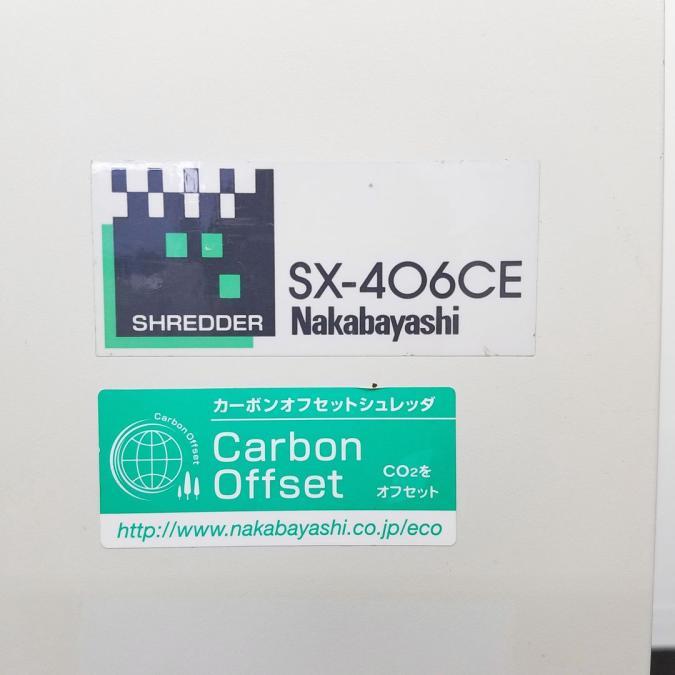 SHREDDER
SX-406CE
Nakabayashi
カーボンオフセットシュレッダ
Carbon Offset
Carbon
Offset
CO₂を
オフセット
http://www.nakabayashi.co.jp/eco